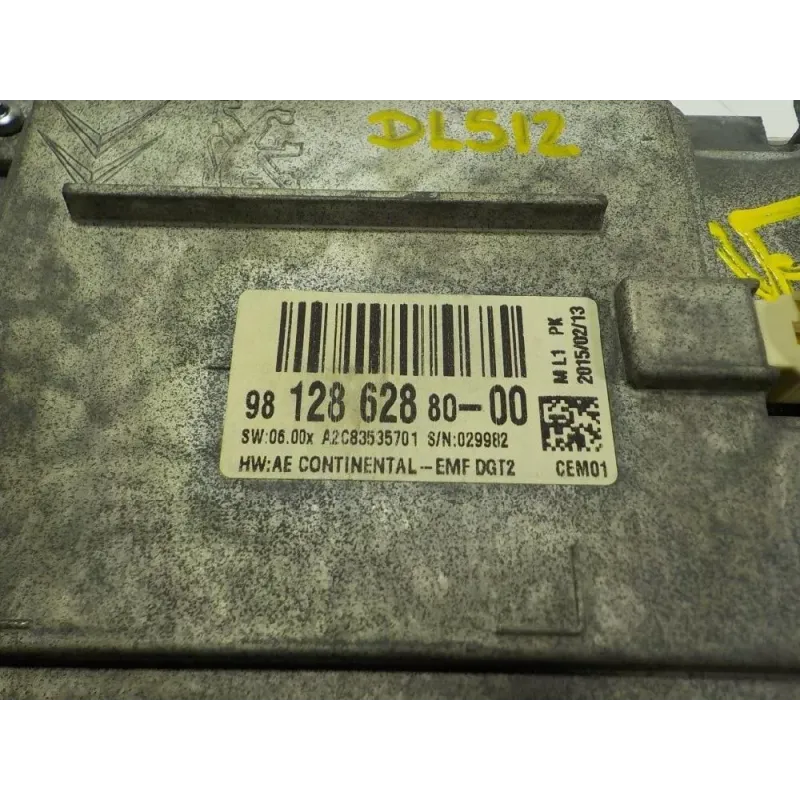 DL512
ML1 PK
2015/02/13
98 128 628 80-00
SW:06.00x A2C83535701 S/N:029982
HW:AE CONTINENTAL-EMF DGT2 CEM01